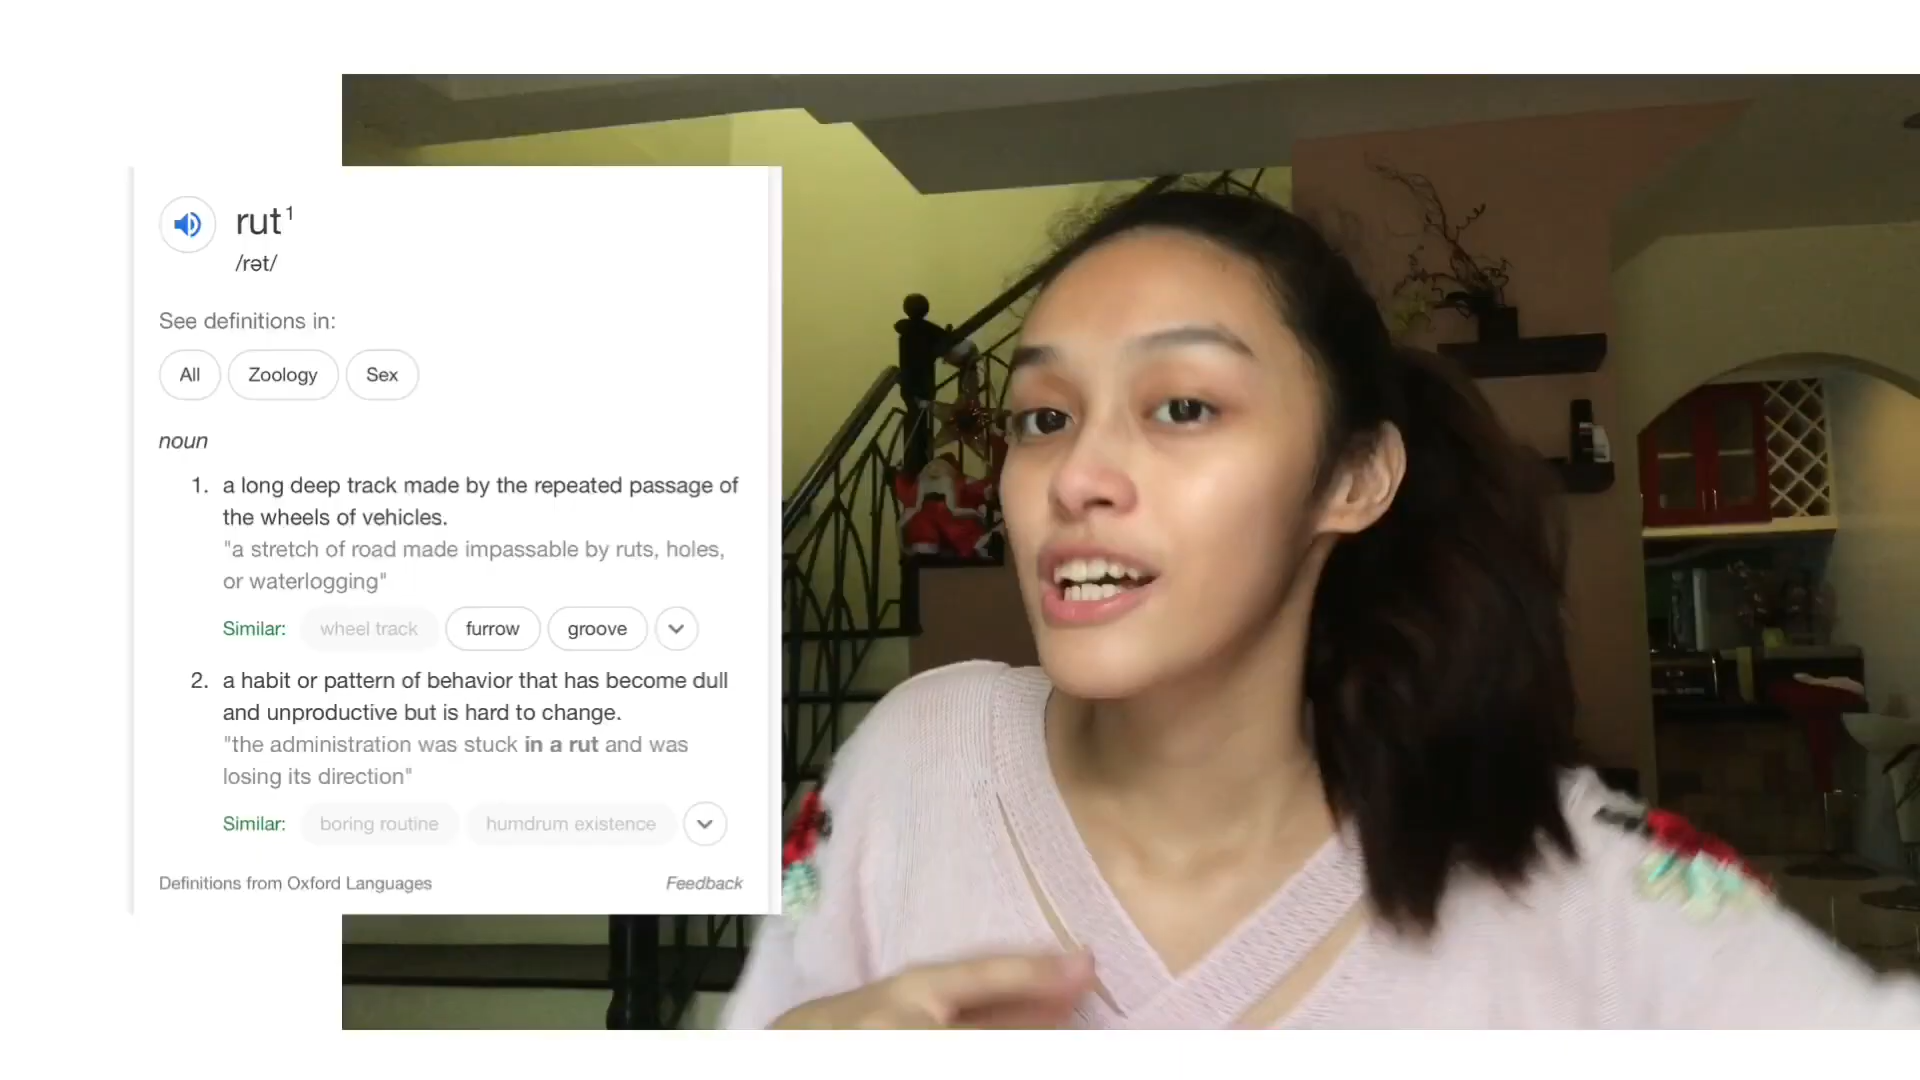 rut¹
/rət/
See definitions in:
All Zoology Sex
noun
1. a long deep track made by the repeated passage of
the wheels of vehicles.
"a stretch of road made impassable by ruts, holes,
or waterlogging"
Similar: wheel track furrow groove
2. a habit or pattern of behavior that has become dull
and unproductive but is hard to change.
"the administration was stuck in a rut and was
losing its direction"
Similar: boring routine humdrum existence
Definitions from Oxford Languages Feedback